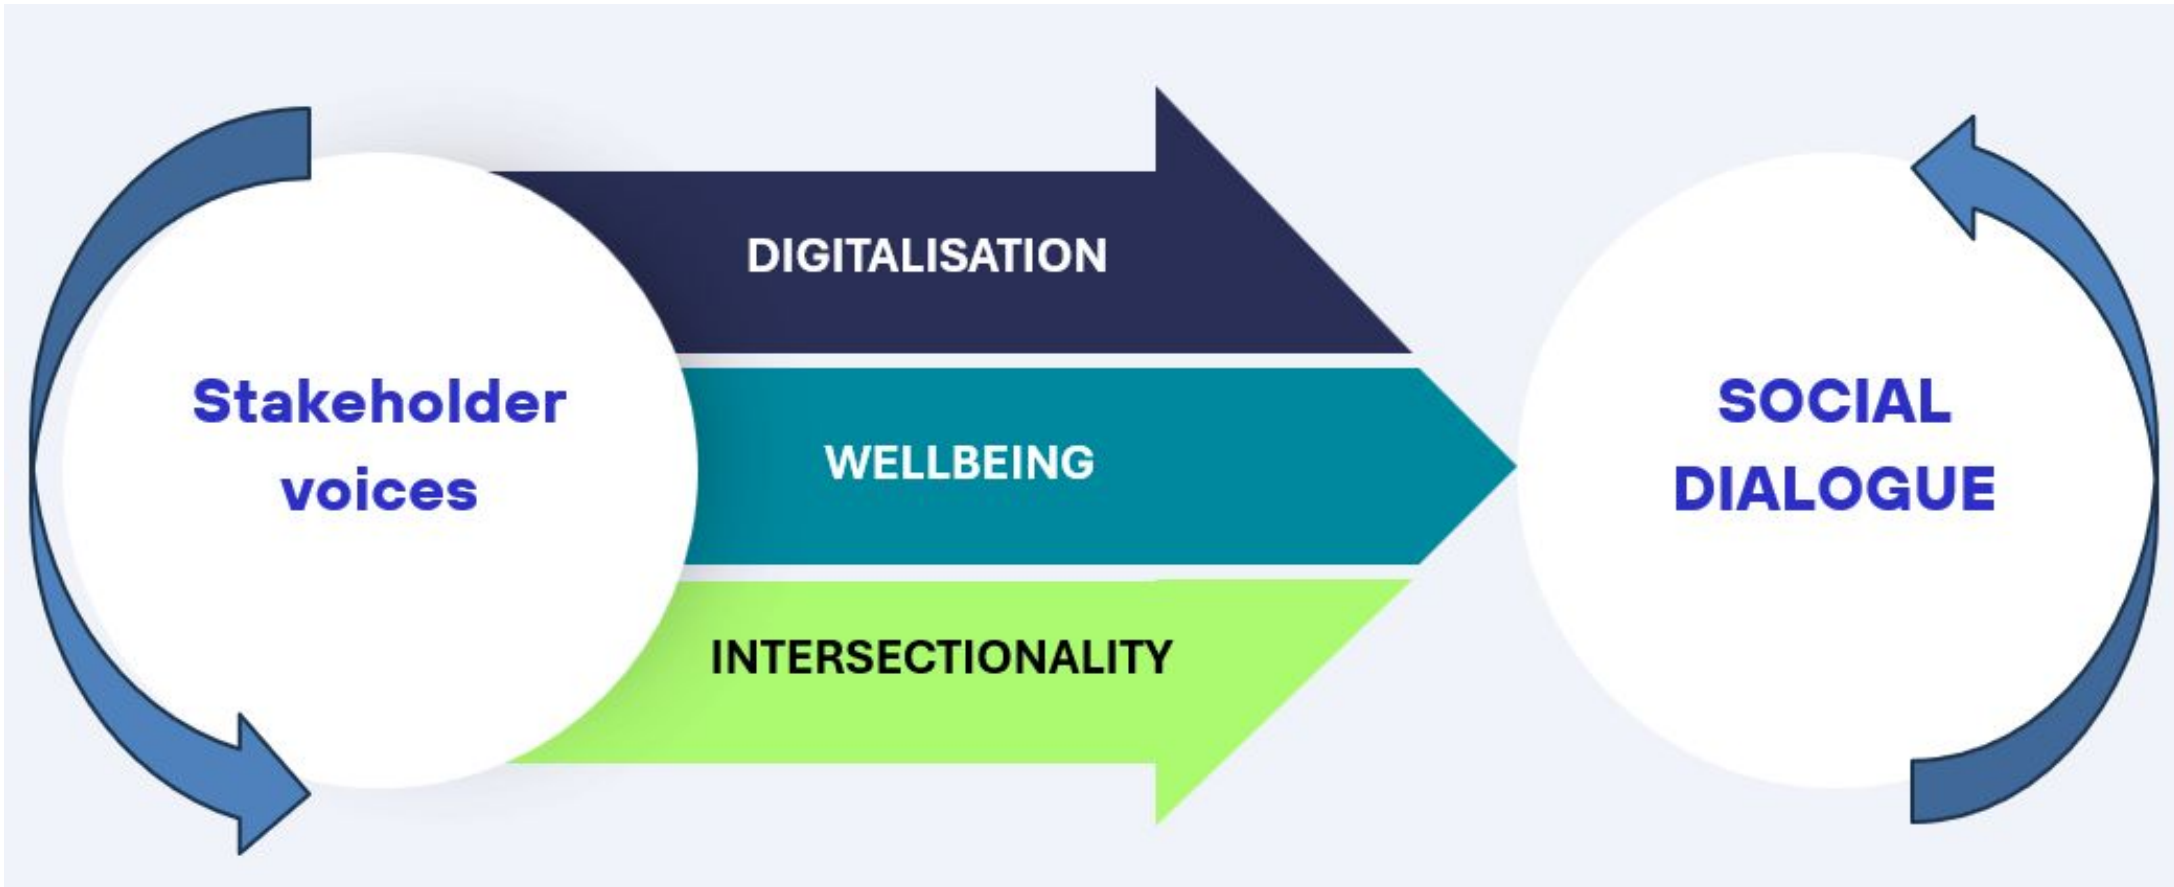 Stakeholder
voices
DIGITALISATION
WELLBEING
INTERSECTIONALITY
SOCIAL
DIALOGUE